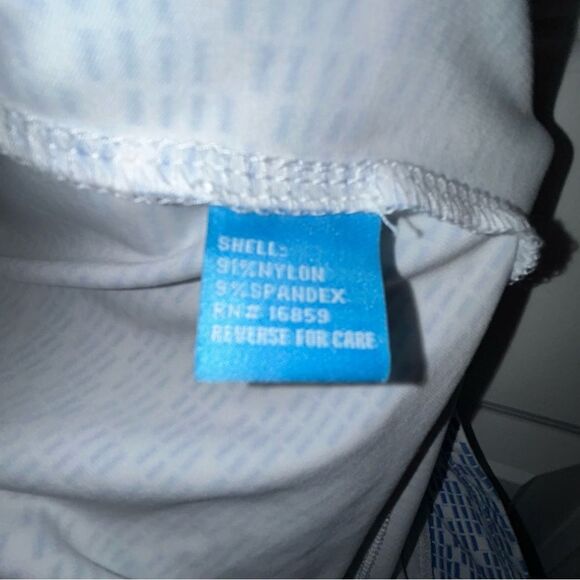 SHELL:
91%NYLON
9%SPANDEX
RN# 16859
REVERSE FOR CARE